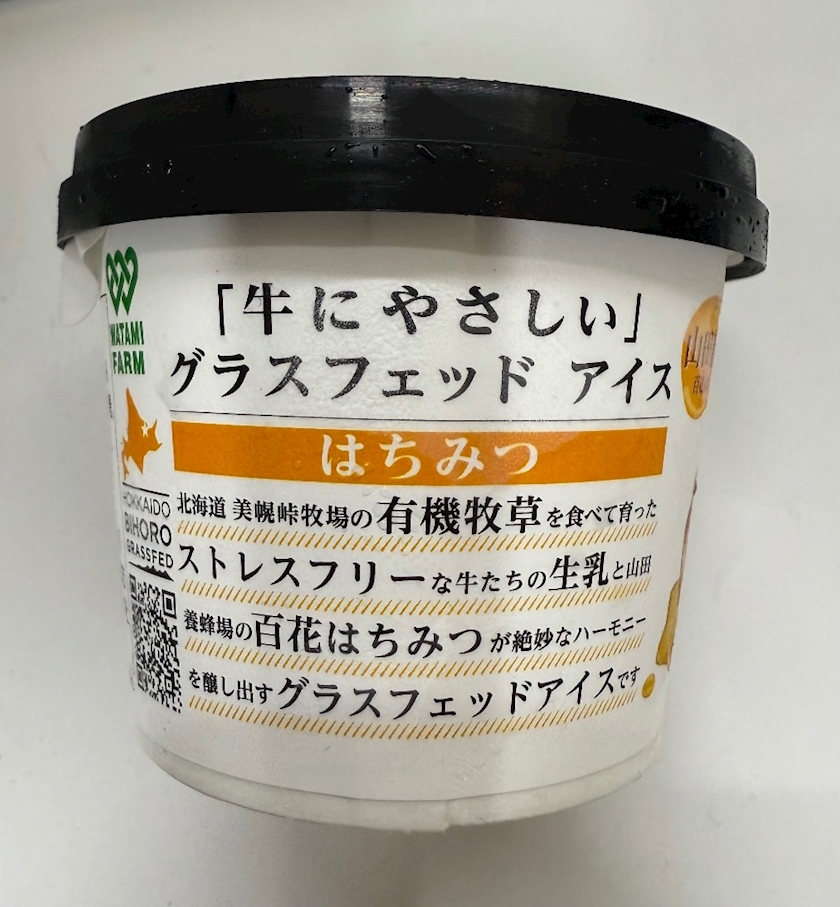 WATAMI
FARM
「牛にやさしい」
グラスフェッド アイス
はちみつ
HOKKAIDO
BIHORO
GRASSFED
北海道 美幌峠牧場の有機牧草を食べて育った
ストレスフリーな牛たちの生乳と山田
養蜂場の百花はちみつが絶妙なハーモニー
を醸し出すグラスフェッドアイスです
山田